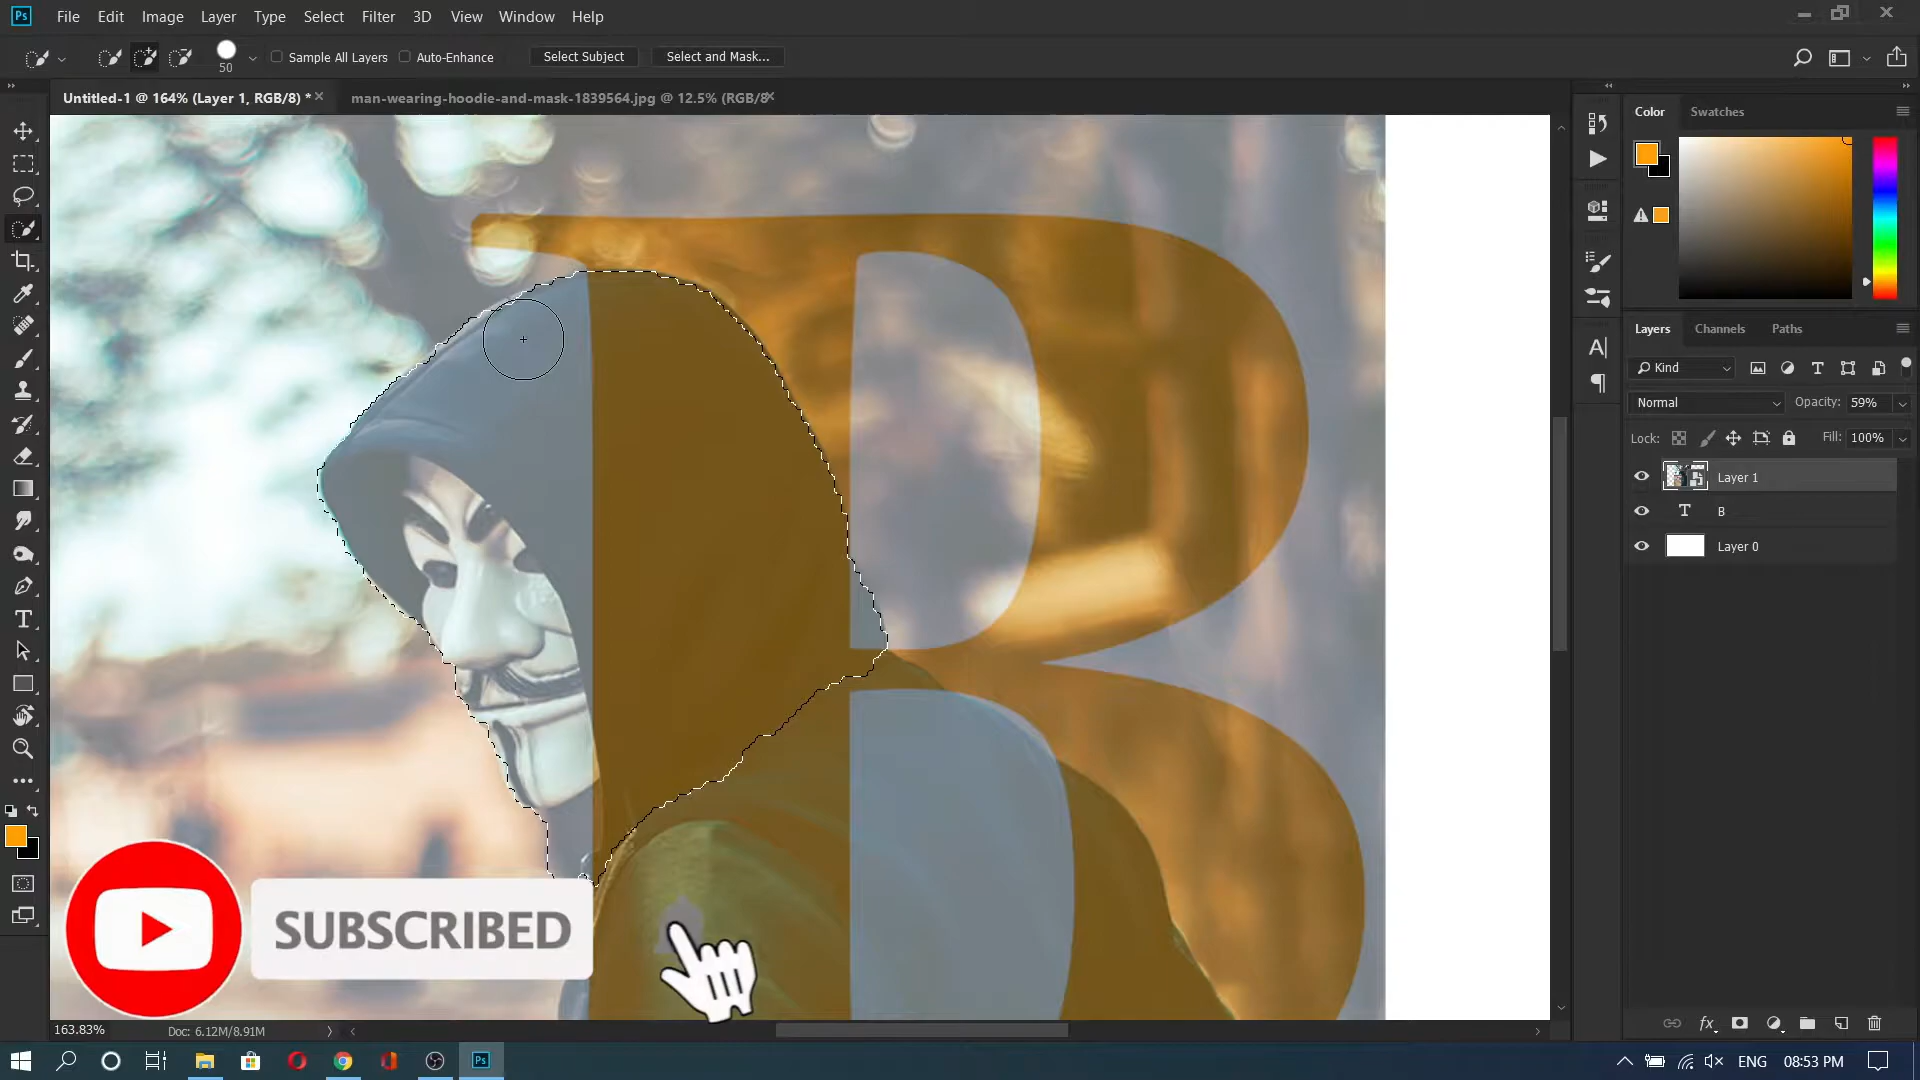 Ps File Edit Image Layer Type Select Filter 3D View Window Help
50 Sample All Layers Auto-Enhance Select Subject Select and Mask...
Untitled-1 @ 164% (Layer 1, RGB/8) * man-wearing-hoodie-and-mask-1839564.jpg @ 12.5% (RGB/8
Color Swatches
B
Layers Channels Paths
Kind
Normal Opacity: 59%
Lock: Fill: 100%
Layer 1
B
Layer 0
SUBSCRIBED
163.83% Doc: 6.12M/8.91M
Ps ENG 08:53 PM